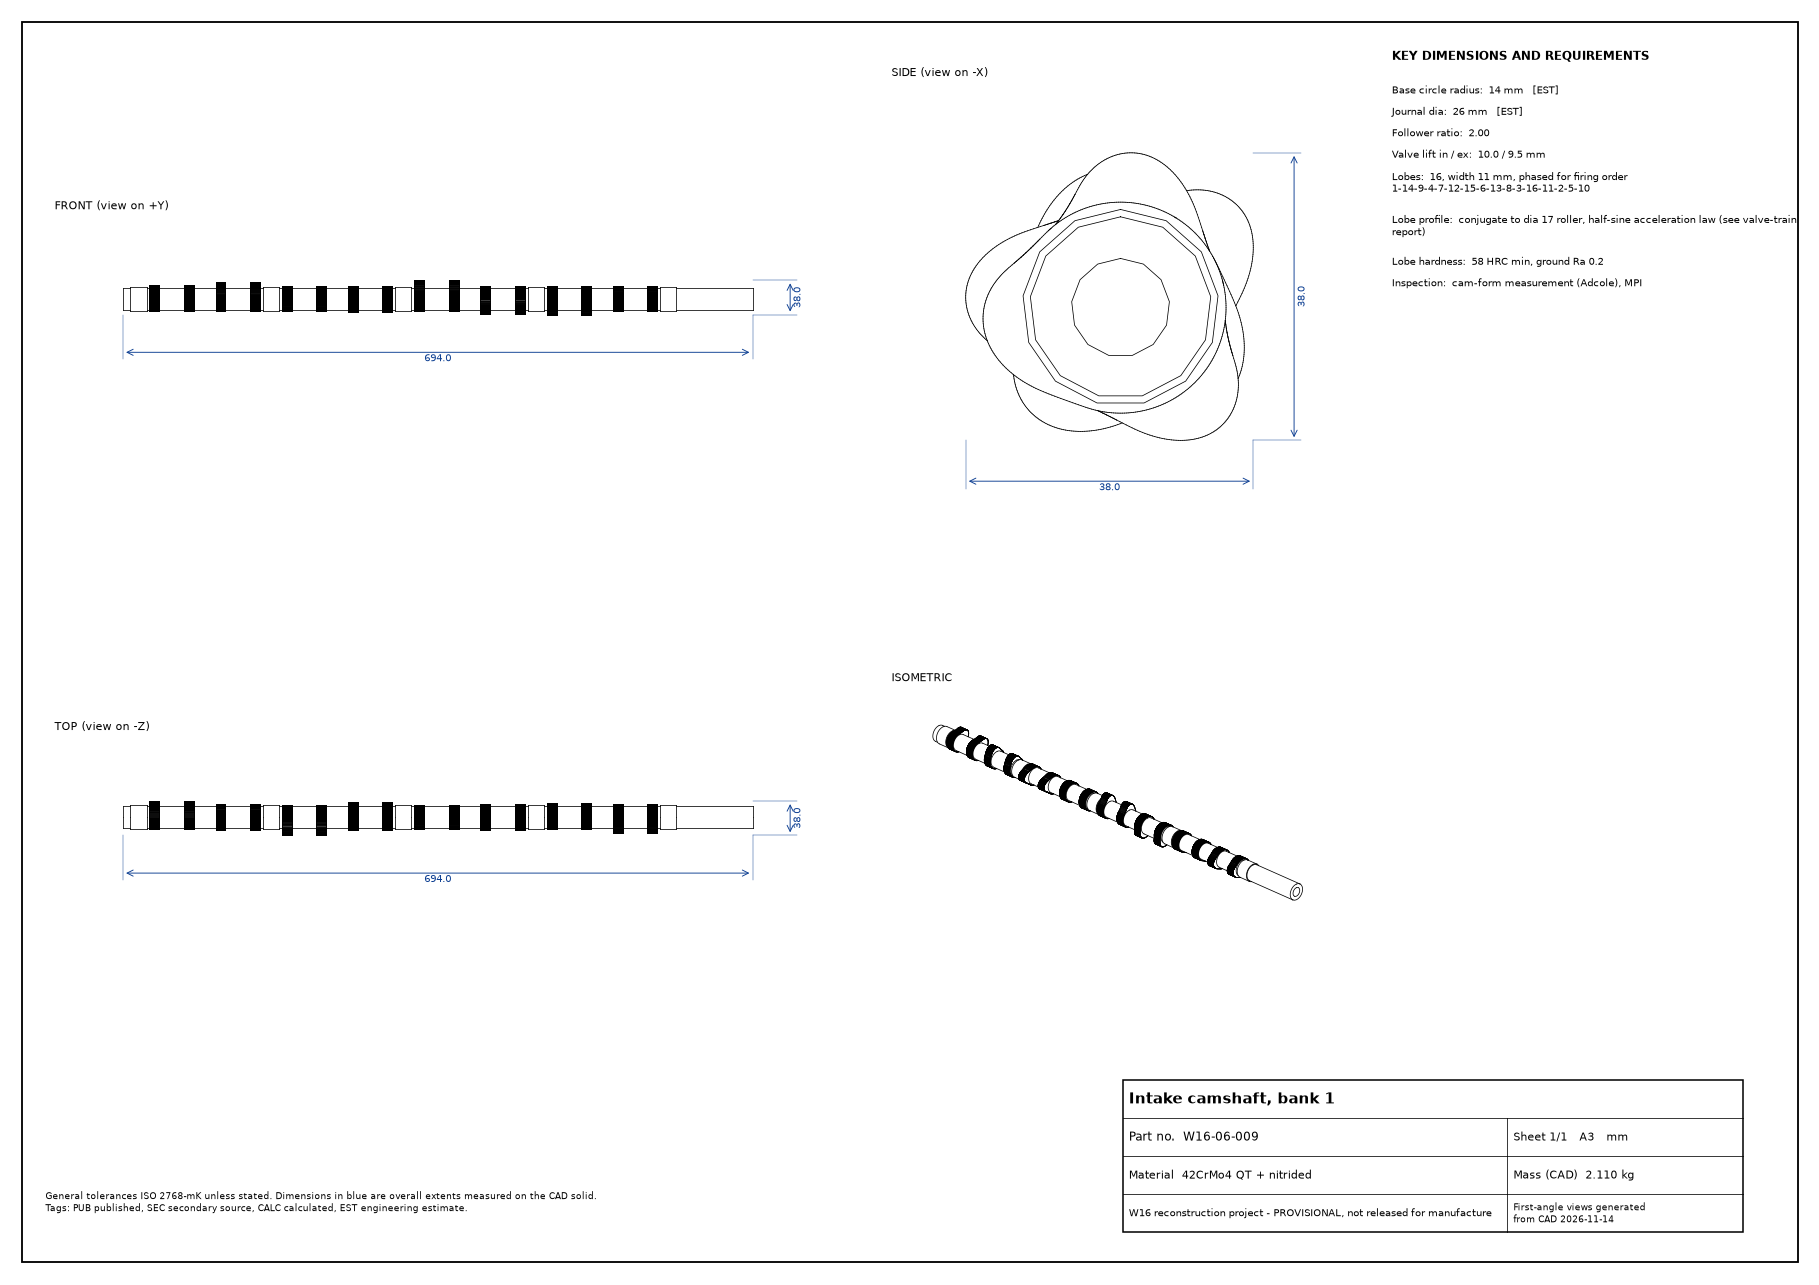 KEY DIMENSIONS AND REQUIREMENTS
Base circle radius:  14 mm   [EST]
Journal dia:  26 mm   [EST]
Follower ratio:  2.00
Valve lift in / ex:  10.0 / 9.5 mm
Lobes:  16, width 11 mm, phased for firing order
1-14-9-4-7-12-15-6-13-8-3-16-11-2-5-10
Lobe profile:  conjugate to dia 17 roller, half-sine acceleration law (see valve-train
report)
Lobe hardness:  58 HRC min, ground Ra 0.2
Inspection:  cam-form measurement (Adcole), MPI
SIDE (view on -X)
38.0
38.0
FRONT (view on +Y)
38.0
694.0
ISOMETRIC
TOP (view on -Z)
38.0
694.0
Intake camshaft, bank 1
Part no.  W16-06-009
Sheet 1/1   A3   mm
Material  42CrMo4 QT + nitrided
Mass (CAD)  2.110 kg
W16 reconstruction project - PROVISIONAL, not released for manufacture
First-angle views generated
from CAD 2026-11-14
General tolerances ISO 2768-mK unless stated. Dimensions in blue are overall extents measured on the CAD solid.
Tags: PUB published, SEC secondary source, CALC calculated, EST engineering estimate.